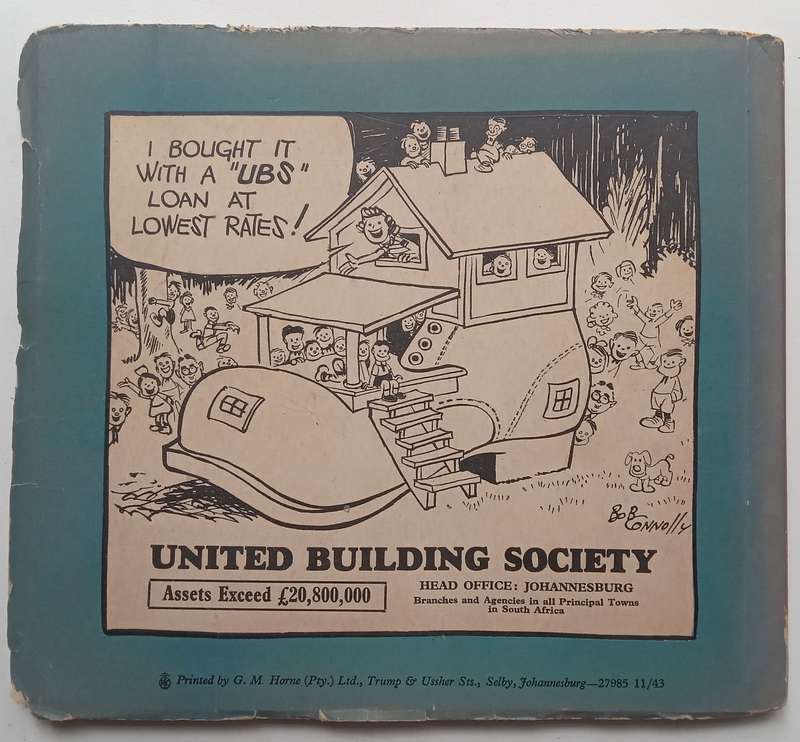 I BOUGHT IT
WITH A "UBS"
LOAN AT
LOWEST RATES!
BOB CONNOLLY
UNITED BUILDING SOCIETY
Assets Exceed £20,800,000
HEAD OFFICE: JOHANNESBURG
Branches and Agencies in all Principal Towns
in South Africa
Printed by G. M. Horne (Pty.) Ltd., Trump & Ussher Sts., Selby, Johannesburg—27985 11/43